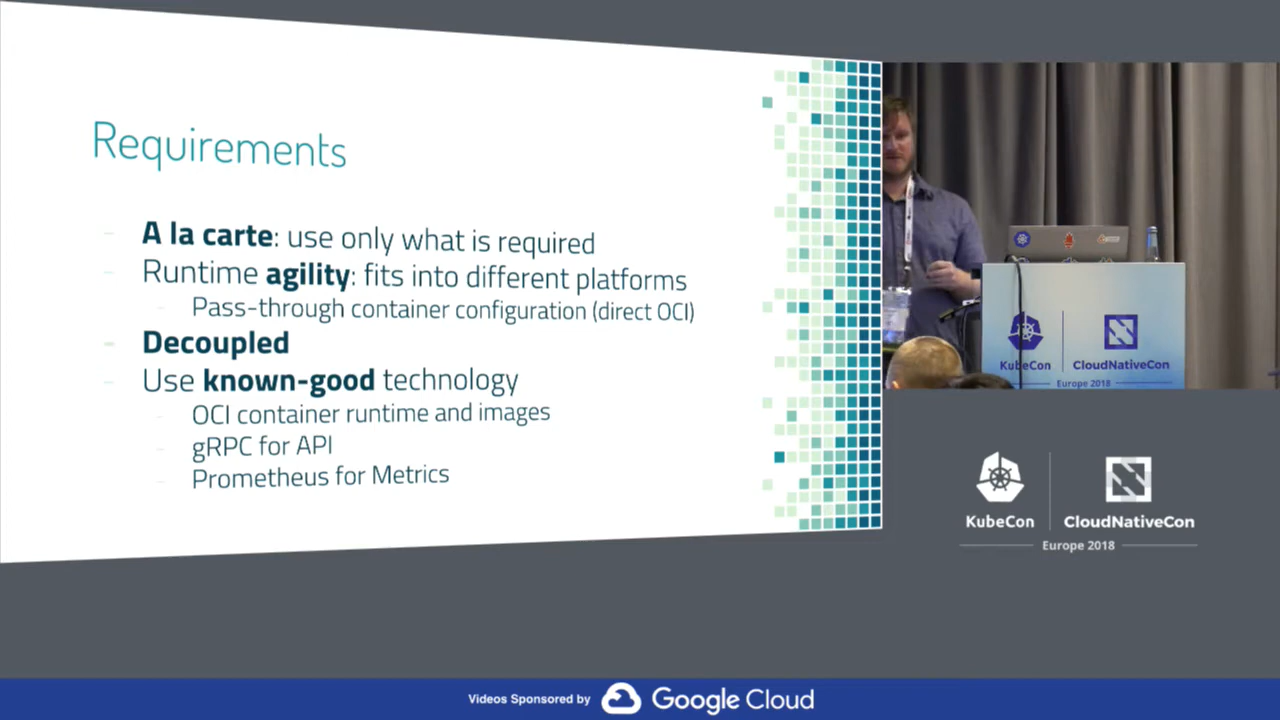 Requirements
A la carte: use only what is required
Runtime agility: fits into different platforms
Pass-through container configuration (direct OCI)
Decoupled
Use known-good technology
OCI container runtime and images
gRPC for API
Prometheus for Metrics
KubeCon
CloudNativeCon
Europe 2018
KubeCon
CloudNativeCon
Europe 2018
Videos Sponsored by Google Cloud